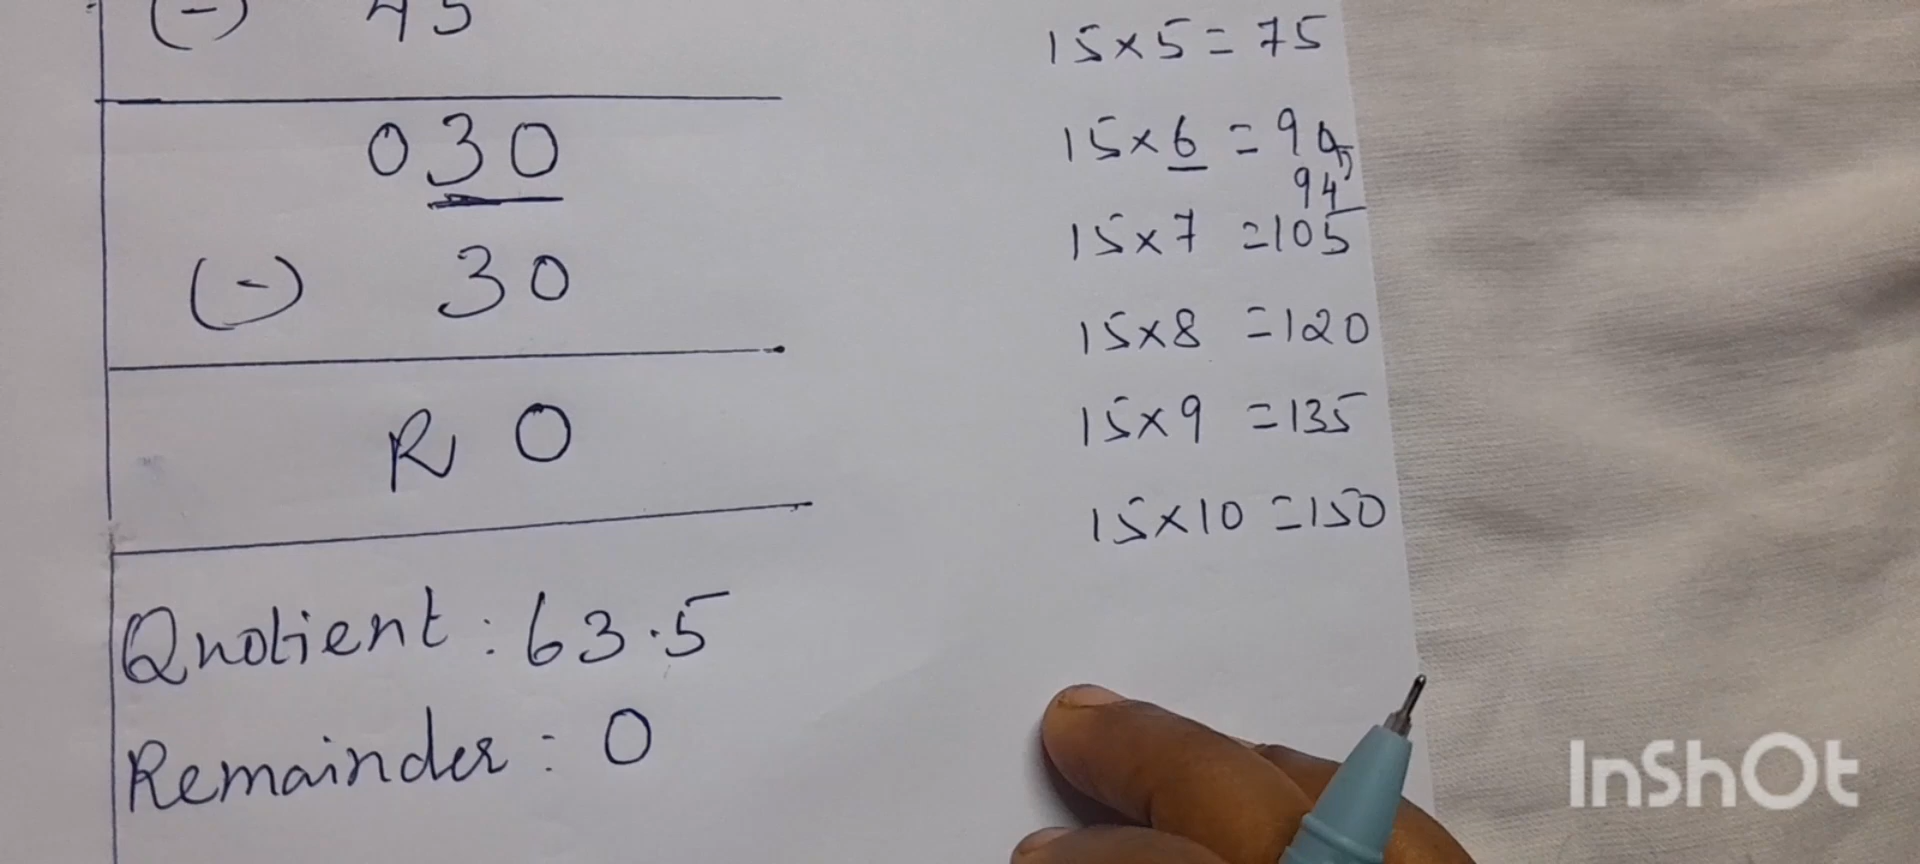 (-) 45
030
(-) 30
R 0
Quotient : 63.5
Remainder : 0
15×5=75
15×6=90
94
15×7=105
15×8=120
15×9=135
15×10=150
InShOt